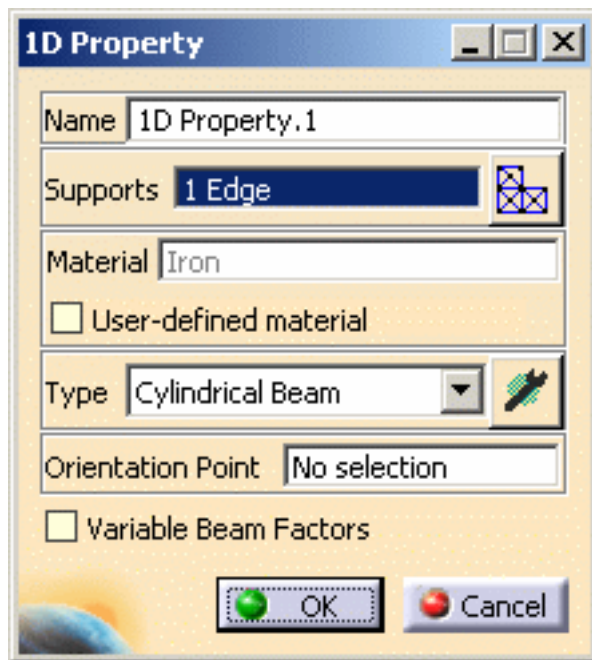 1D Property
Name 1D Property.1
Supports 1 Edge
Material Iron
User-defined material
Type Cylindrical Beam
Orientation Point No selection
Variable Beam Factors
OK Cancel